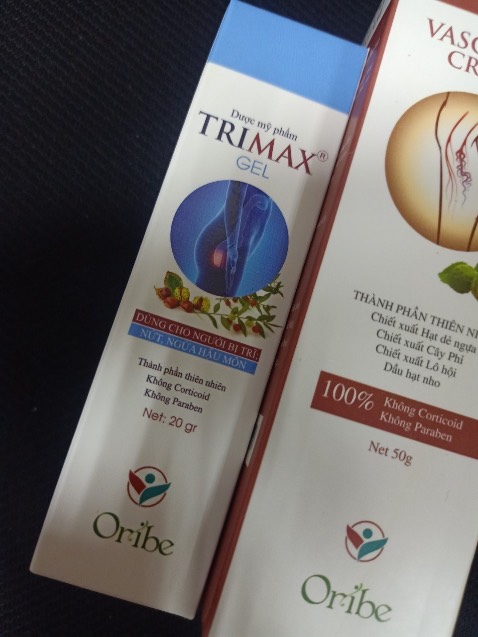 Dược mỹ phẩm
TRIMAX®
GEL
DÙNG CHO NGƯỜI BỊ TRĨ,
NỨT, NGỨA HẬU MÔN
Thành phần thiên nhiên
Không Corticoid
Không Paraben
Net: 20 gr
Oribe
THÀNH PHẦN THIÊN
Chiết xuất Hạt dẻ ngựa
Chiết xuất Cây Phỉ
Chiết xuất Lô hội
Dầu hạt nho
100% Không Corticoid
Không Paraben
Net 50g
Oribe